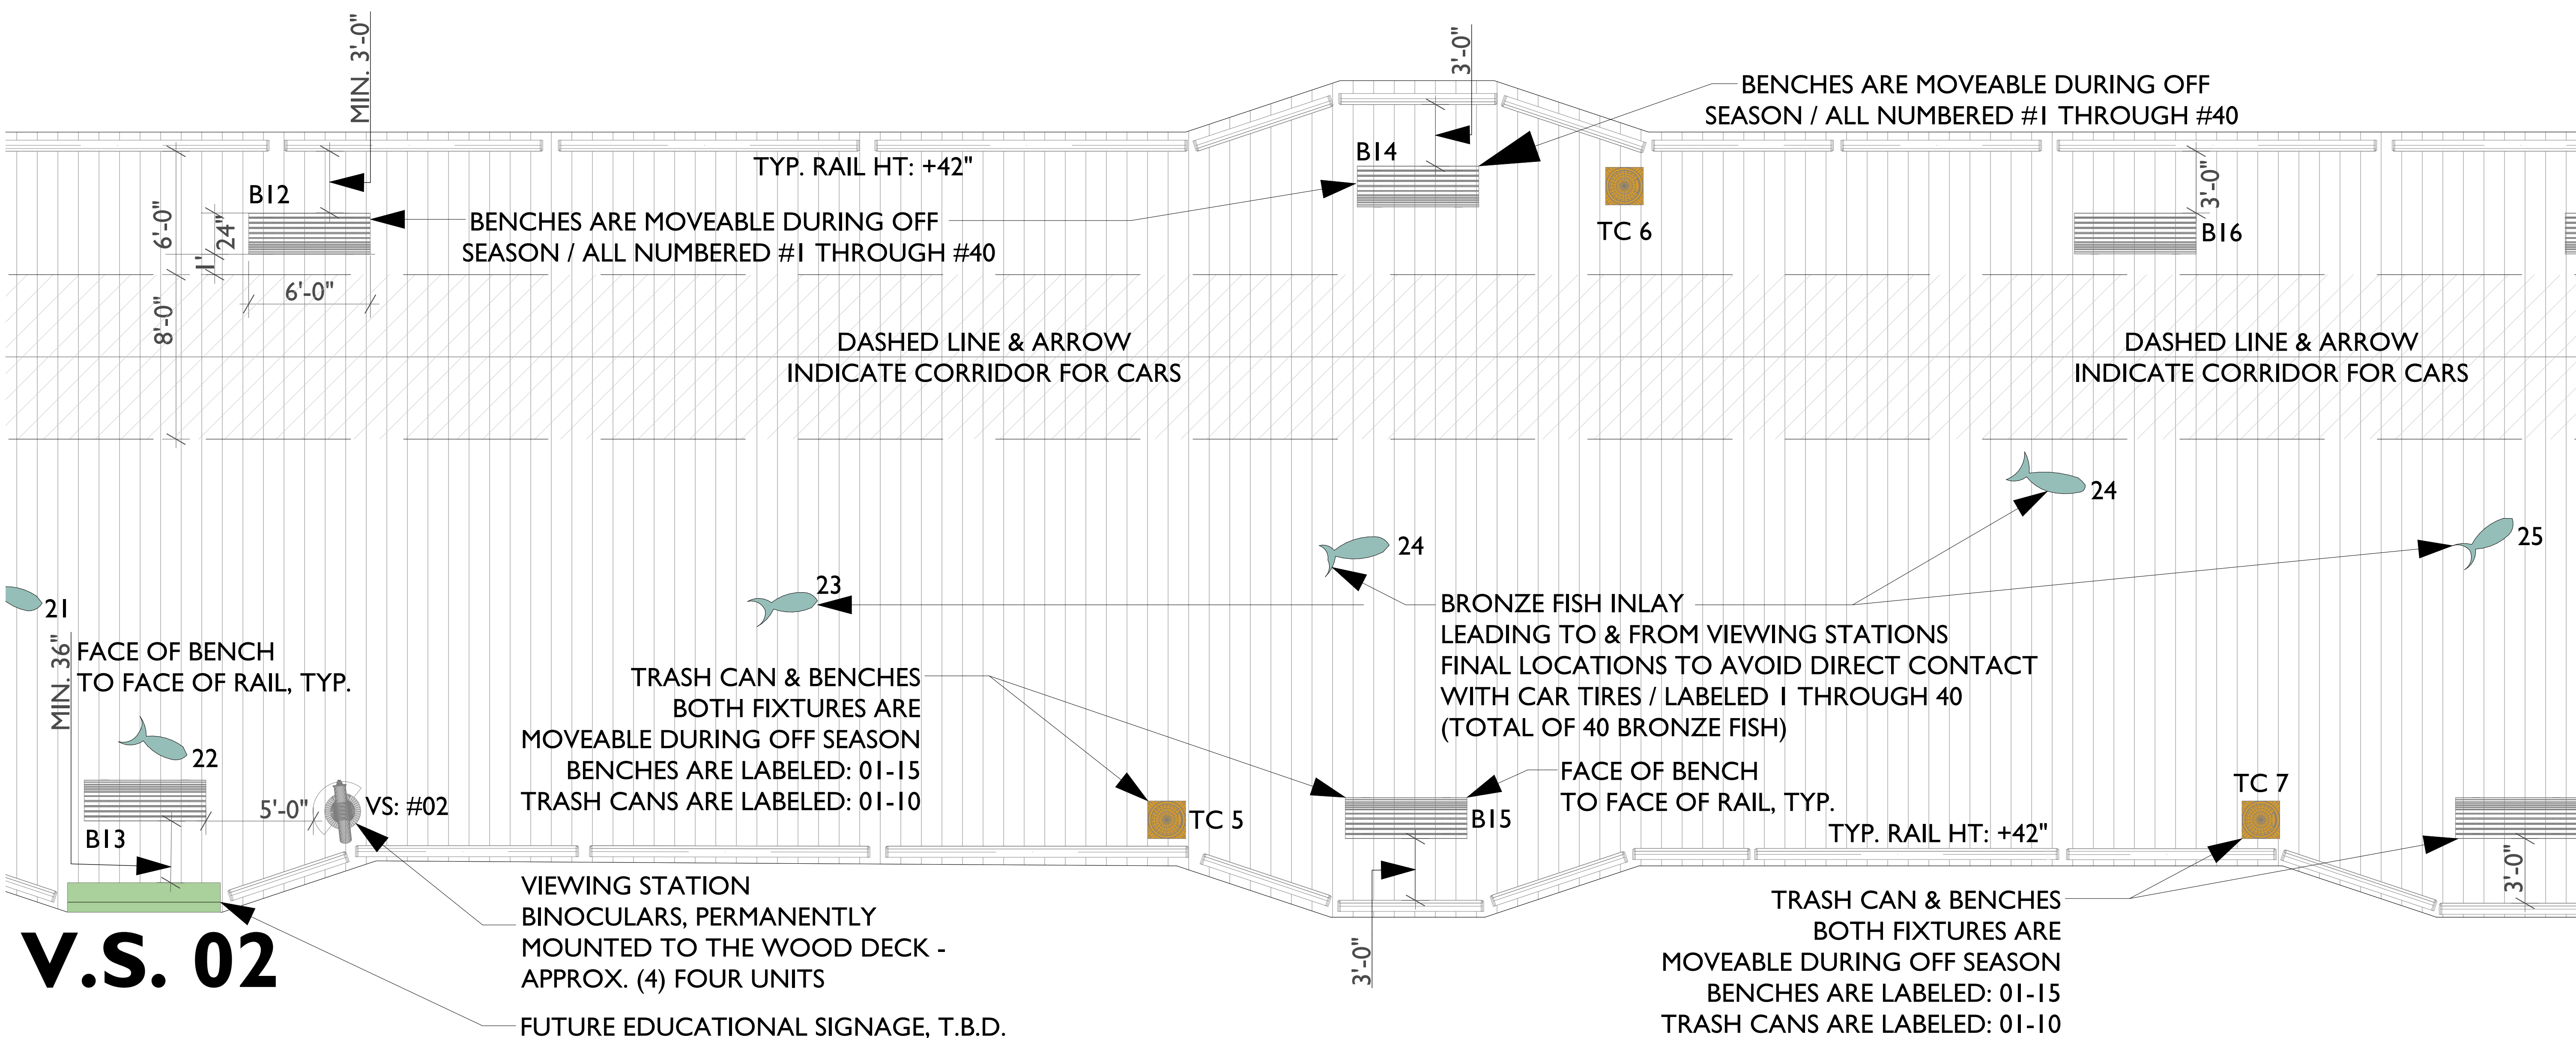 MIN. 3'-0"
3'-0"
BENCHES ARE MOVEABLE DURING OFF
SEASON / ALL NUMBERED #1 THROUGH #40
TYP. RAIL HT: +42"
B12
B14
TC 6
3'-0"
B16
6'-0"
24"
1'
BENCHES ARE MOVEABLE DURING OFF
SEASON / ALL NUMBERED #1 THROUGH #40
6'-0"
8'-0"
DASHED LINE & ARROW
INDICATE CORRIDOR FOR CARS
DASHED LINE & ARROW
INDICATE CORRIDOR FOR CARS
24
25
24
23
21
BRONZE FISH INLAY
LEADING TO & FROM VIEWING STATIONS
FINAL LOCATIONS TO AVOID DIRECT CONTACT
WITH CAR TIRES / LABELED 1 THROUGH 40
(TOTAL OF 40 BRONZE FISH)
MIN. 36"
FACE OF BENCH
TO FACE OF RAIL, TYP.
22
TRASH CAN & BENCHES
BOTH FIXTURES ARE
MOVEABLE DURING OFF SEASON
BENCHES ARE LABELED: 01-15
TRASH CANS ARE LABELED: 01-10
FACE OF BENCH
TO FACE OF RAIL, TYP.
5'-0"
VS: #02
B13
TC 5
B15
TC 7
TYP. RAIL HT: +42"
3'-0"
3'-0"
V.S. 02
VIEWING STATION
BINOCULARS, PERMANENTLY
MOUNTED TO THE WOOD DECK -
APPROX. (4) FOUR UNITS
FUTURE EDUCATIONAL SIGNAGE, T.B.D.
TRASH CAN & BENCHES
BOTH FIXTURES ARE
MOVEABLE DURING OFF SEASON
BENCHES ARE LABELED: 01-15
TRASH CANS ARE LABELED: 01-10